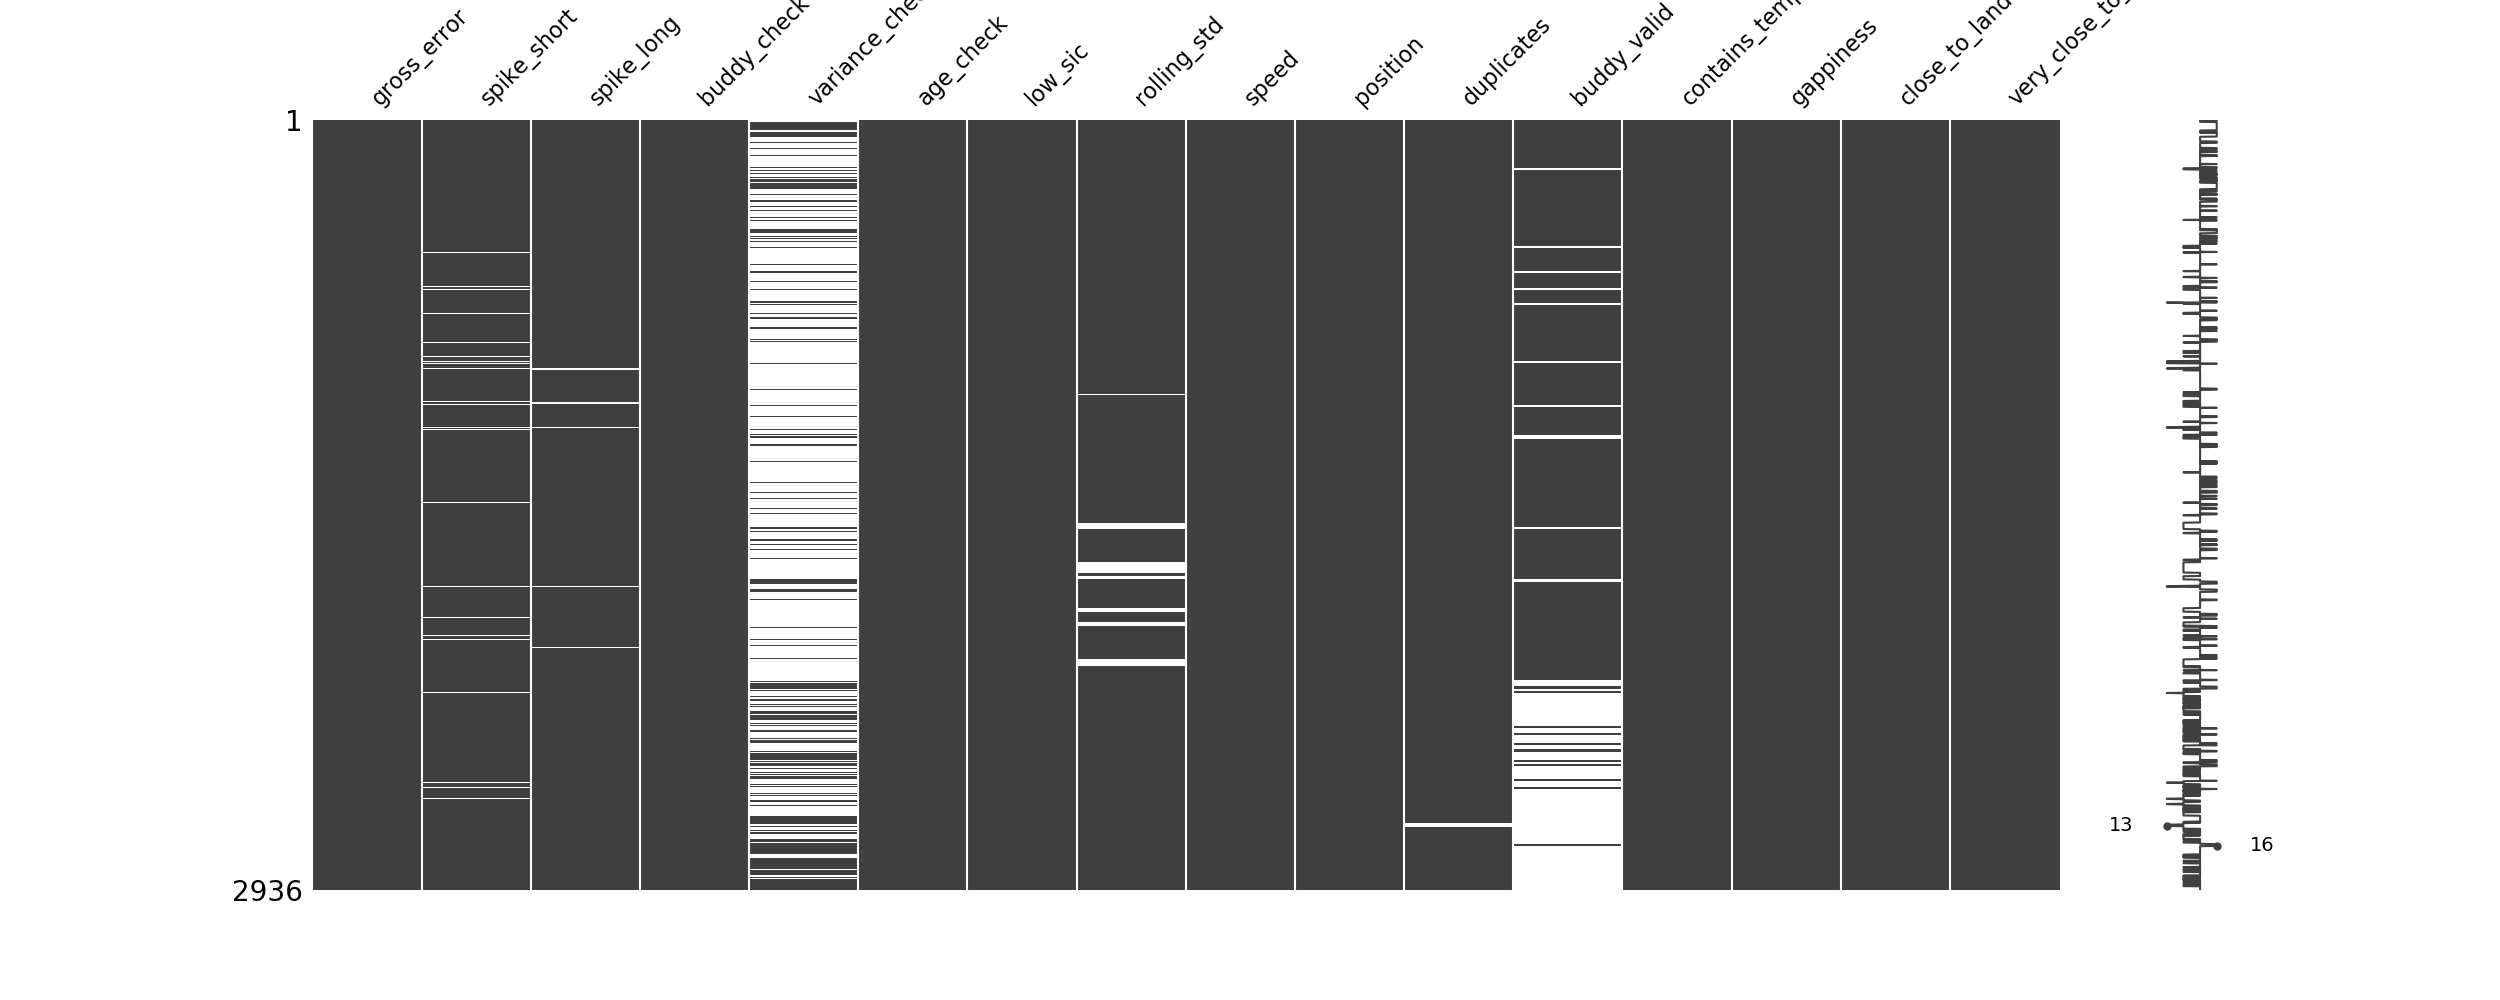 gross_error
spike_short
spike_long
buddy_check
age_check
low_sic
rolling_std
speed
position
duplicates
buddy_valid
gappiness
close_to_land
1
2936
13
16